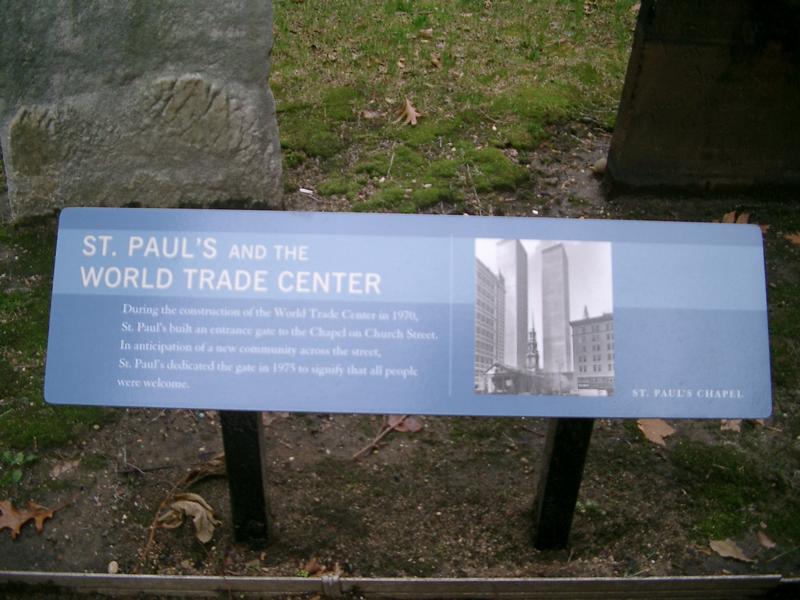 ST. PAUL'S AND THE
WORLD TRADE CENTER
During the construction of the World Trade Center in 1970,
St. Paul's built an entrance gate to the Chapel on Church Street.
In anticipation of a new community across the street,
St. Paul's dedicated the gate in 1975 to signify that all people
were welcome.
ST. PAUL'S CHAPEL